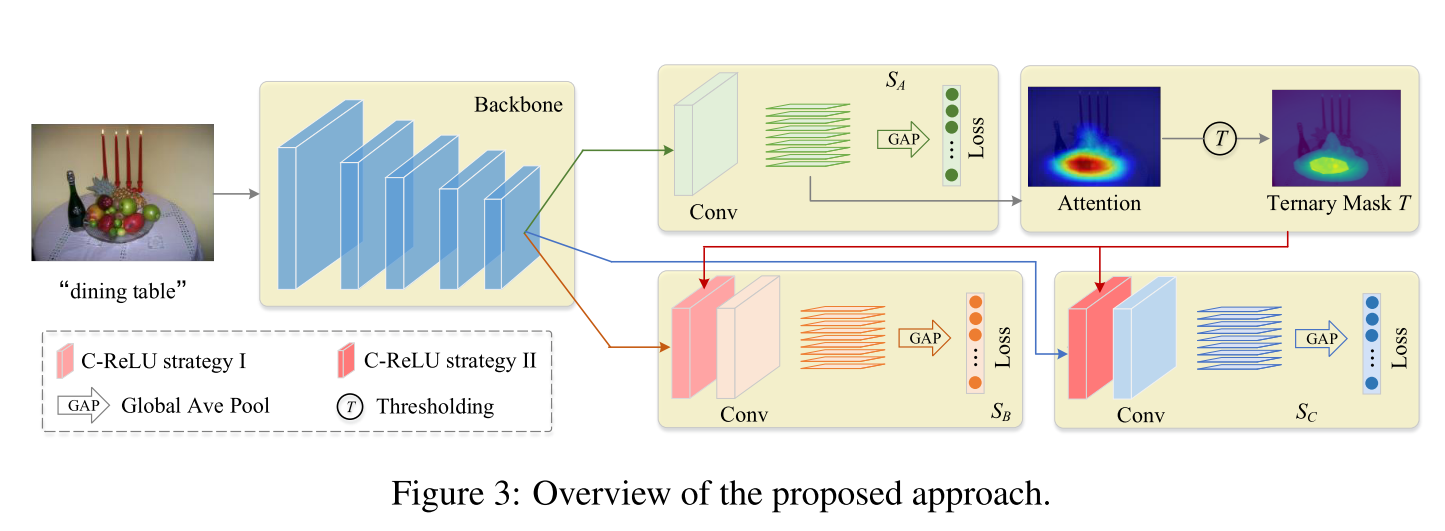 Backbone
“dining table”
S_A
Conv
GAP
Loss
Attention
T
Ternary Mask T
Conv
GAP
Loss
S_B
Conv
GAP
Loss
S_C
C-ReLU strategy I
C-ReLU strategy II
GAP Global Ave Pool
T Thresholding
Figure 3: Overview of the proposed approach.